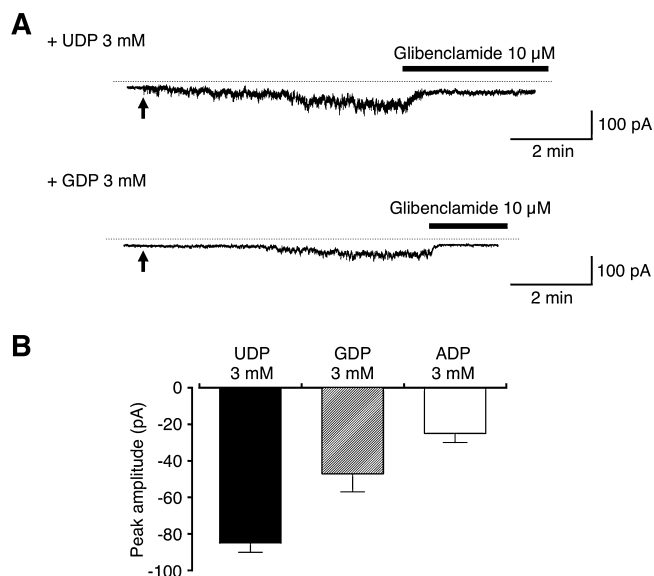 A
+ UDP 3 mM
Glibenclamide 10 µM
100 pA
2 min
+ GDP 3 mM
Glibenclamide 10 µM
100 pA
2 min
B
UDP GDP ADP
3 mM 3 mM 3 mM
0
-20
-40
-60
-80
-100
Peak amplitude (pA)